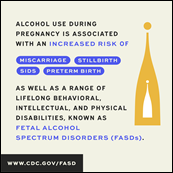 ALCOHOL USE DURING
PREGNANCY IS ASSOCIATED
WITH AN INCREASED RISK OF
MISCARRIAGE STILLBIRTH
SIDS PRETERM BIRTH
AS WELL AS A RANGE OF
LIFELONG BEHAVIORAL,
INTELLECTUAL, AND PHYSICAL
DISABILITIES, KNOWN AS
FETAL ALCOHOL
SPECTRUM DISORDERS (FASDs).
WWW.CDC.GOV/FASD